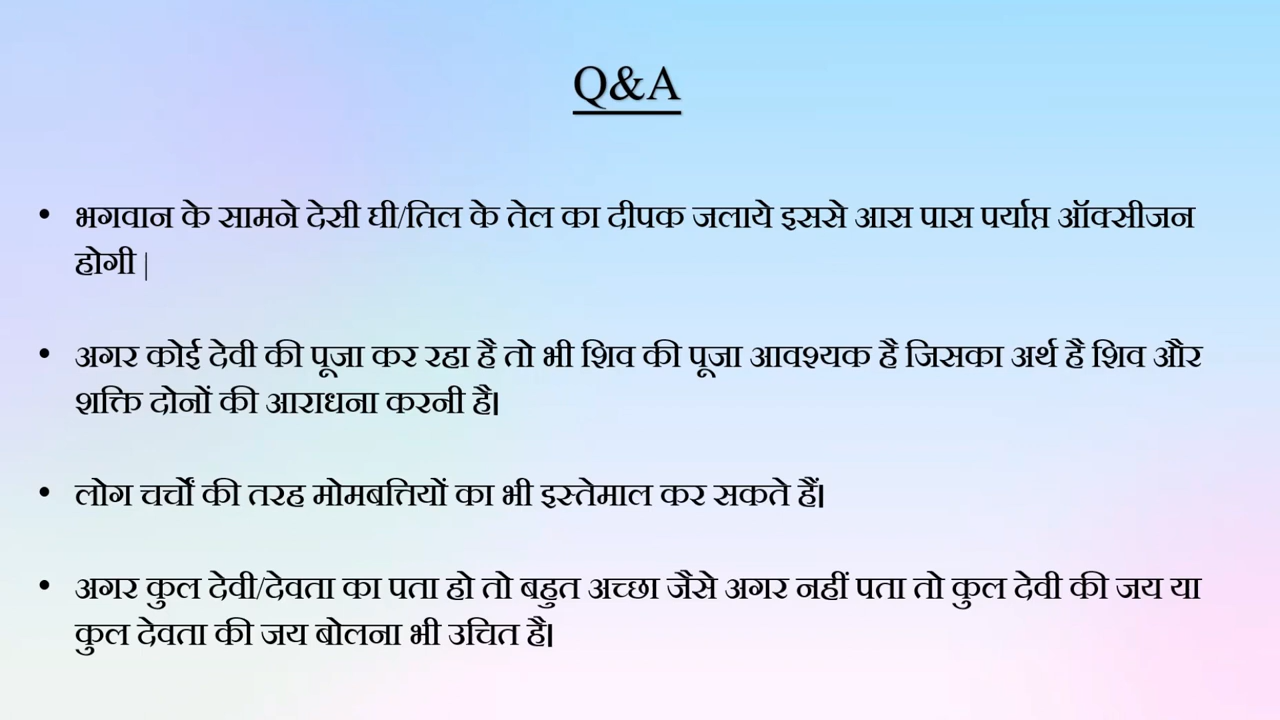 Q&A
• भगवान के सामने देसी घी/तिल के तेल का दीपक जलाये इससे आस पास पर्याप्त ऑक्सीजन
होगी |
• अगर कोई देवी की पूजा कर रहा है तो भी शिव की पूजा आवश्यक है जिसका अर्थ है शिव और
शक्ति दोनों की आराधना करनी है।
• लोग चर्चों की तरह मोमबत्तियों का भी इस्तेमाल कर सकते हैं।
• अगर कुल देवी/देवता का पता हो तो बहुत अच्छा जैसे अगर नहीं पता तो कुल देवी की जय या
कुल देवता की जय बोलना भी उचित है।